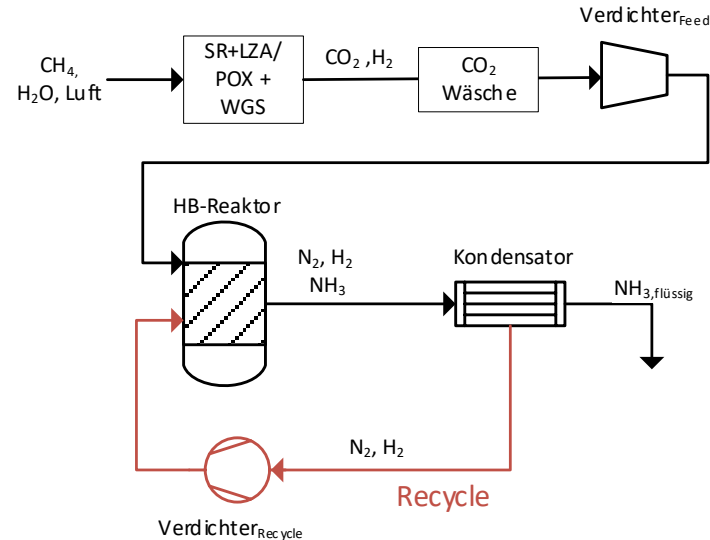 Verdichter_Feed
CH₄,
H₂O, Luft
SR+LZA/
POX +
WGS
CO₂ ,H₂
CO₂
Wäsche
HB-Reaktor
N₂, H₂
NH₃
Kondensator
NH₃,flüssig
N₂, H₂
Recycle
Verdichter_Recycle